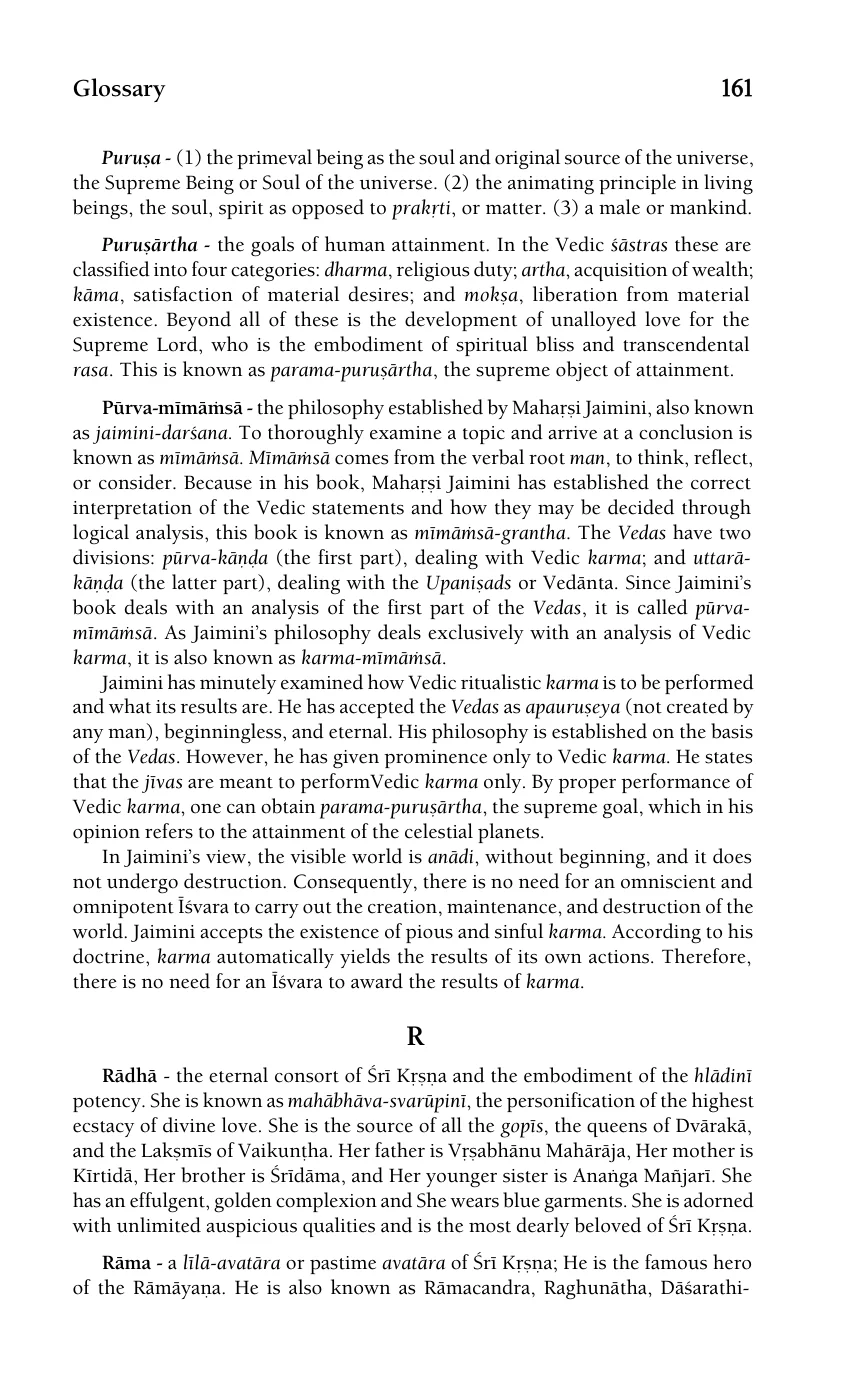 Glossary 161
Puruṣa - (1) the primeval being as the soul and original source of the universe,
the Supreme Being or Soul of the universe. (2) the animating principle in living
beings, the soul, spirit as opposed to prakṛti, or matter. (3) a male or mankind.
Puruṣārtha - the goals of human attainment. In the Vedic śāstras these are
classified into four categories: dharma, religious duty; artha, acquisition of wealth;
kāma, satisfaction of material desires; and mokṣa, liberation from material
existence. Beyond all of these is the development of unalloyed love for the
Supreme Lord, who is the embodiment of spiritual bliss and transcendental
rasa. This is known as parama-puruṣārtha, the supreme object of attainment.
Pūrva-mīmāṁsā - the philosophy established by Mahaṛṣi Jaimini, also known
as jaimini-darśana. To thoroughly examine a topic and arrive at a conclusion is
known as mīmāṁsā. Mīmāṁsā comes from the verbal root man, to think, reflect,
or consider. Because in his book, Mahaṛṣi Jaimini has established the correct
interpretation of the Vedic statements and how they may be decided through
logical analysis, this book is known as mīmāṁsā-grantha. The Vedas have two
divisions: pūrva-kāṇḍa (the first part), dealing with Vedic karma; and uttarā-
kāṇḍa (the latter part), dealing with the Upaniṣads or Vedānta. Since Jaimini's
book deals with an analysis of the first part of the Vedas, it is called pūrva-
mīmāṁsā. As Jaimini's philosophy deals exclusively with an analysis of Vedic
karma, it is also known as karma-mīmāṁsā.
Jaimini has minutely examined how Vedic ritualistic karma is to be performed
and what its results are. He has accepted the Vedas as apauruṣeya (not created by
any man), beginningless, and eternal. His philosophy is established on the basis
of the Vedas. However, he has given prominence only to Vedic karma. He states
that the jīvas are meant to performVedic karma only. By proper performance of
Vedic karma, one can obtain parama-puruṣārtha, the supreme goal, which in his
opinion refers to the attainment of the celestial planets.
In Jaimini's view, the visible world is anādi, without beginning, and it does
not undergo destruction. Consequently, there is no need for an omniscient and
omnipotent Īśvara to carry out the creation, maintenance, and destruction of the
world. Jaimini accepts the existence of pious and sinful karma. According to his
doctrine, karma automatically yields the results of its own actions. Therefore,
there is no need for an Īśvara to award the results of karma.
R
Rādhā - the eternal consort of Śrī Kṛṣṇa and the embodiment of the hlādinī
potency. She is known as mahābhāva-svarūpinī, the personification of the highest
ecstacy of divine love. She is the source of all the gopīs, the queens of Dvārakā,
and the Lakṣmīs of Vaikuṇṭha. Her father is Vṛṣabhānu Mahārāja, Her mother is
Kīrtidā, Her brother is Śrīdāma, and Her younger sister is Anaṅga Mañjarī. She
has an effulgent, golden complexion and She wears blue garments. She is adorned
with unlimited auspicious qualities and is the most dearly beloved of Śrī Kṛṣṇa.
Rāma - a līlā-avatāra or pastime avatāra of Śrī Kṛṣṇa; He is the famous hero
of the Rāmāyaṇa. He is also known as Rāmacandra, Raghunātha, Dāśarathi-